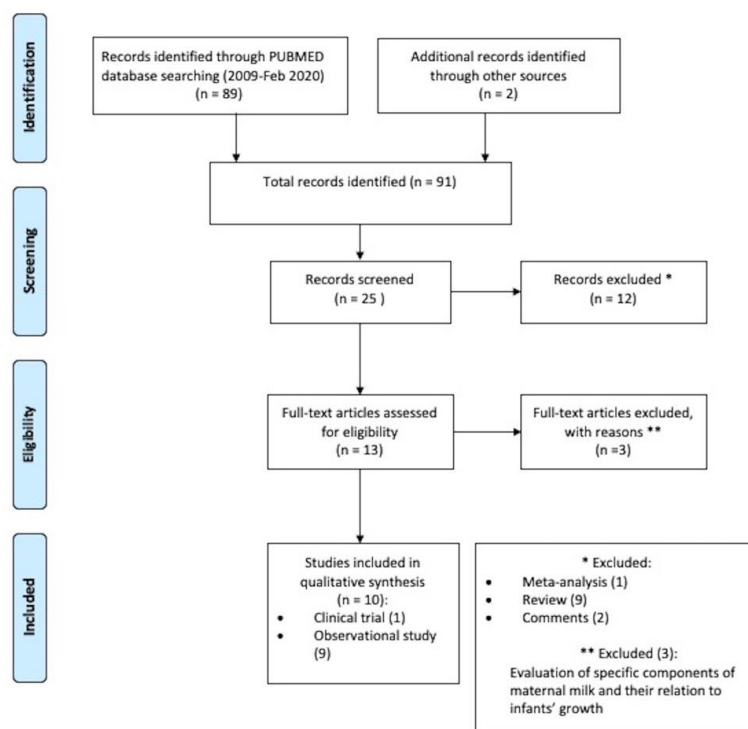 Identification
Records identified through PUBMED
database searching (2009-Feb 2020)
(n = 89)
Additional records identified
through other sources
(n = 2)
Total records identified (n = 91)
Screening
Records screened
(n = 25 )
Records excluded *
(n = 12)
Eligibility
Full-text articles assessed
for eligibility
(n = 13)
Full-text articles excluded,
with reasons **
(n =3)
Included
Studies included in
qualitative synthesis
(n = 10):
• Clinical trial (1)
• Observational study
(9)
* Excluded:
• Meta-analysis (1)
• Review (9)
• Comments (2)
** Excluded (3):
Evaluation of specific components of
maternal milk and their relation to
infants’ growth